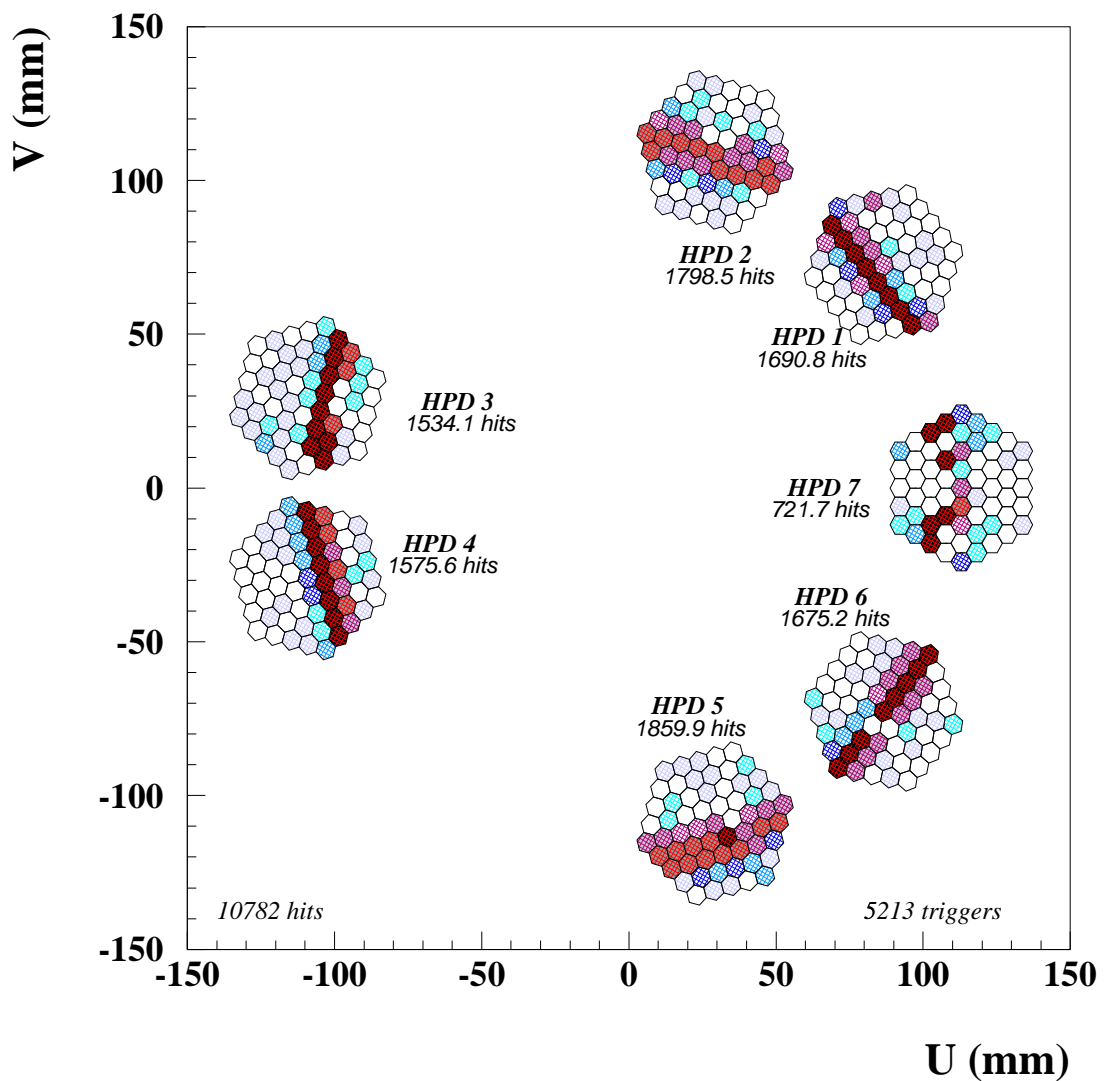 V (mm)
150
100
50
0
-50
-100
-150
HPD 2
1798.5 hits
HPD 1
1690.8 hits
HPD 3
1534.1 hits
HPD 7
721.7 hits
HPD 4
1575.6 hits
HPD 6
1675.2 hits
HPD 5
1859.9 hits
10782 hits
5213 triggers
-150 -100 -50 0 50 100 150
U (mm)